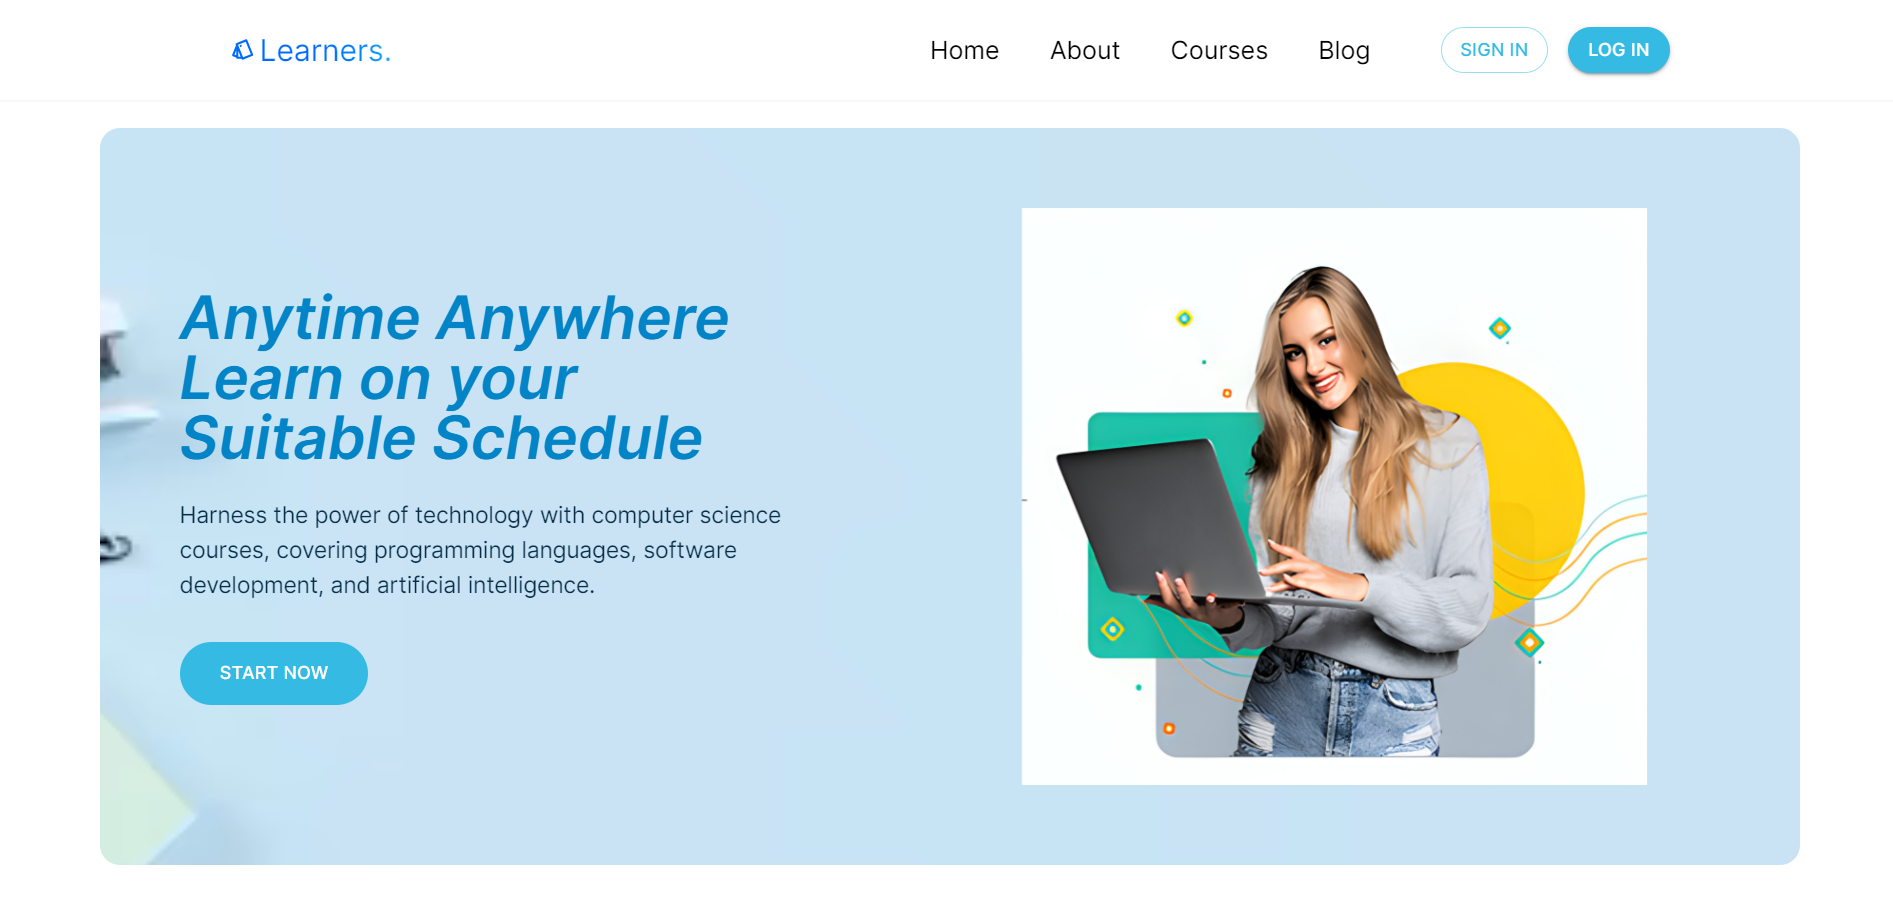 Learners.
Home About Courses Blog SIGN IN LOG IN
Anytime Anywhere
Learn on your
Suitable Schedule
Harness the power of technology with computer science
courses, covering programming languages, software
development, and artificial intelligence.
START NOW